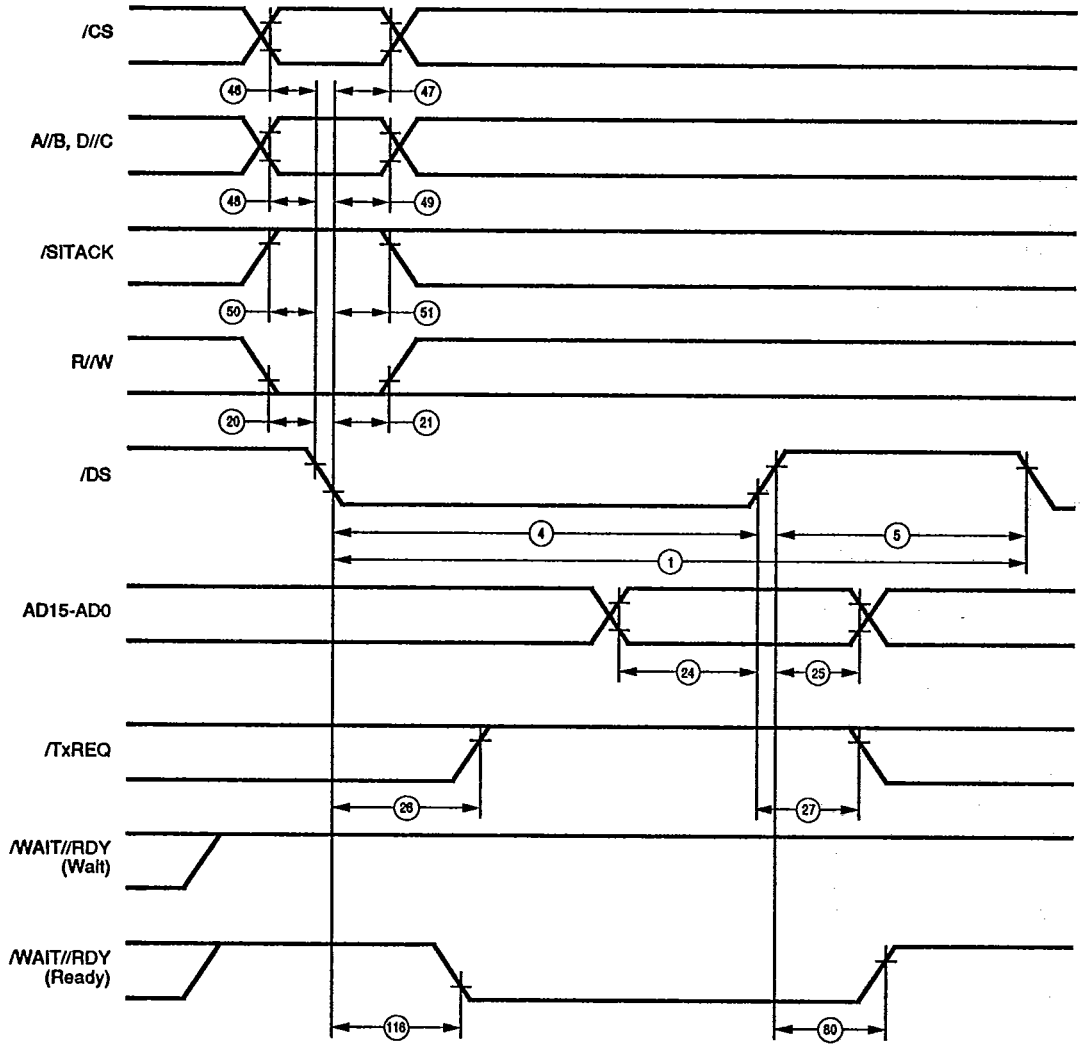 /CS
46
47
A//B, D//C
48
49
/SITACK
50
51
R//W
20
21
/DS
4
5
1
AD15-AD0
24
25
/TxREQ
26
27
/WAIT//RDY
(Wait)
/WAIT//RDY
(Ready)
116
80